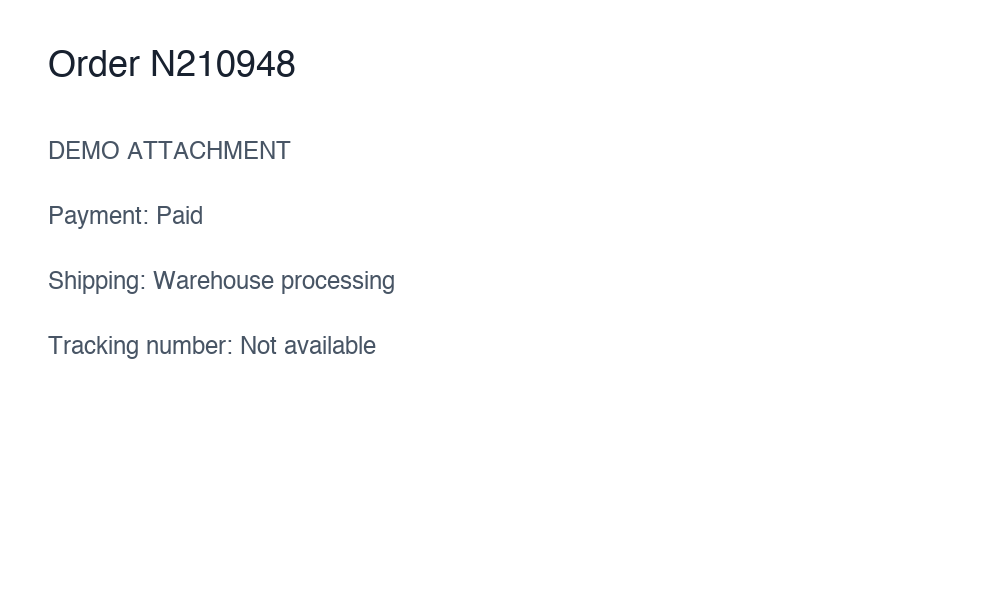 Order N210948
DEMO ATTACHMENT
Payment: Paid
Shipping: Warehouse processing
Tracking number: Not available